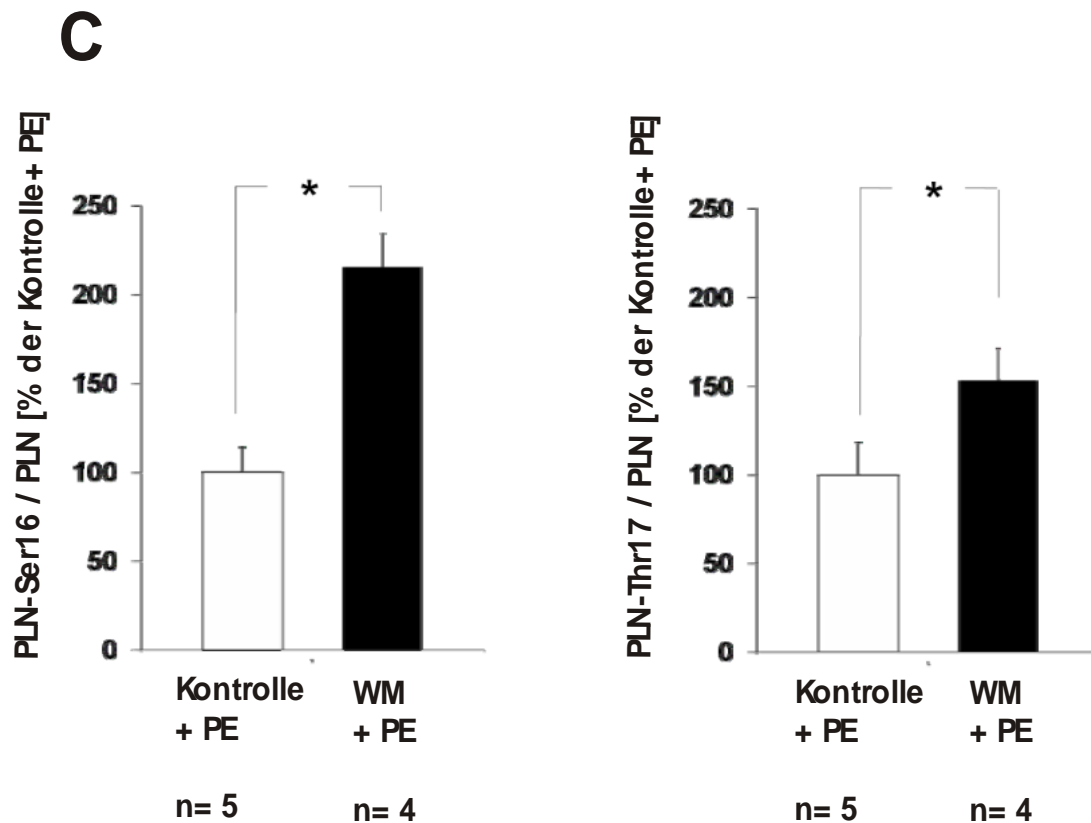 C
PLN-Ser16 / PLN [% der Kontrolle+ PE]
*
250
200
150
100
50
0
Kontrolle
+ PE
WM
+ PE
n= 5
n= 4
PLN-Thr17 / PLN [% der Kontrolle+ PE]
*
250
200
150
100
50
0
Kontrolle
+ PE
WM
+ PE
n= 5
n= 4